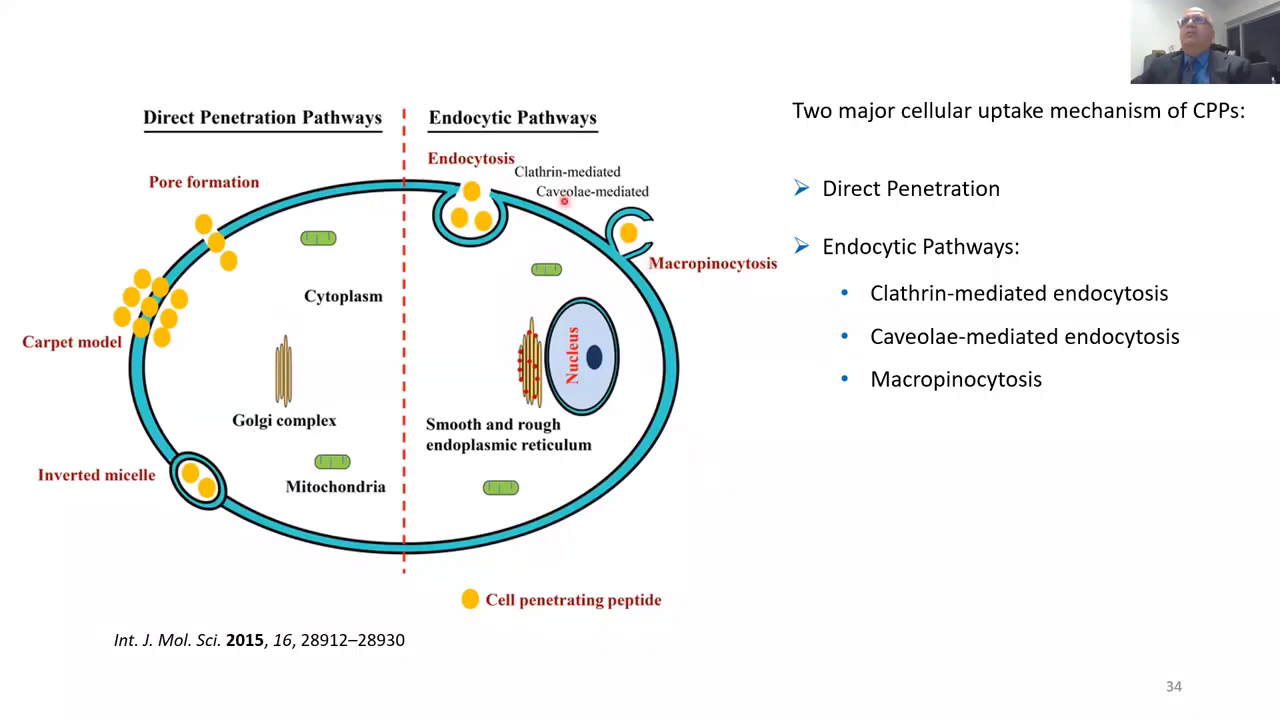 Direct Penetration Pathways
Endocytic Pathways
Endocytosis
Clathrin-mediated
Caveolae-mediated
Pore formation
Macropinocytosis
Cytoplasm
Carpet model
Nucleus
Golgi complex
Smooth and rough
endoplasmic reticulum
Inverted micelle
Mitochondria
Cell penetrating peptide
Int. J. Mol. Sci. 2015, 16, 28912–28930
Two major cellular uptake mechanism of CPPs:
➢ Direct Penetration
➢ Endocytic Pathways:
• Clathrin-mediated endocytosis
• Caveolae-mediated endocytosis
• Macropinocytosis
34